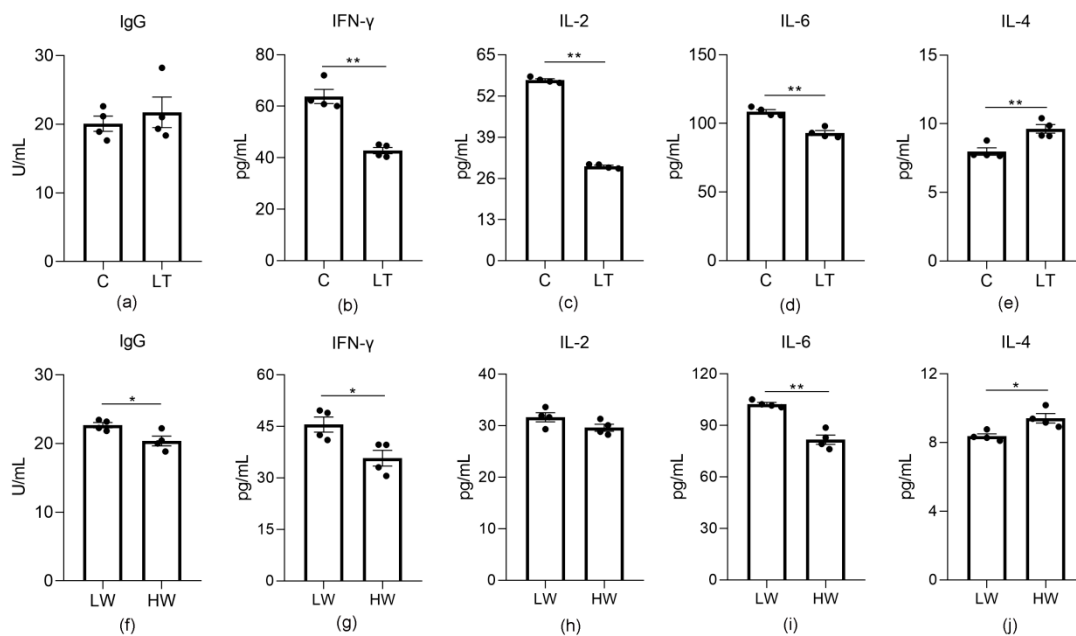 IgG
IFN-γ
IL-2
IL-6
IL-4
30
20
10
0
U/mL
C
LT
(a)
80
60
40
20
0
pg/mL
**
C
LT
(b)
65
52
39
26
13
0
pg/mL
**
C
LT
(c)
150
100
50
0
pg/mL
**
C
LT
(d)
15
10
5
0
pg/mL
**
C
LT
(e)
IgG
IFN-γ
IL-2
IL-6
IL-4
30
20
10
0
U/mL
*
LW
HW
(f)
60
45
30
15
0
pg/mL
*
LW
HW
(g)
40
30
20
10
0
pg/mL
LW
HW
(h)
120
90
60
30
0
pg/mL
**
LW
HW
(i)
12
8
4
0
pg/mL
*
LW
HW
(j)